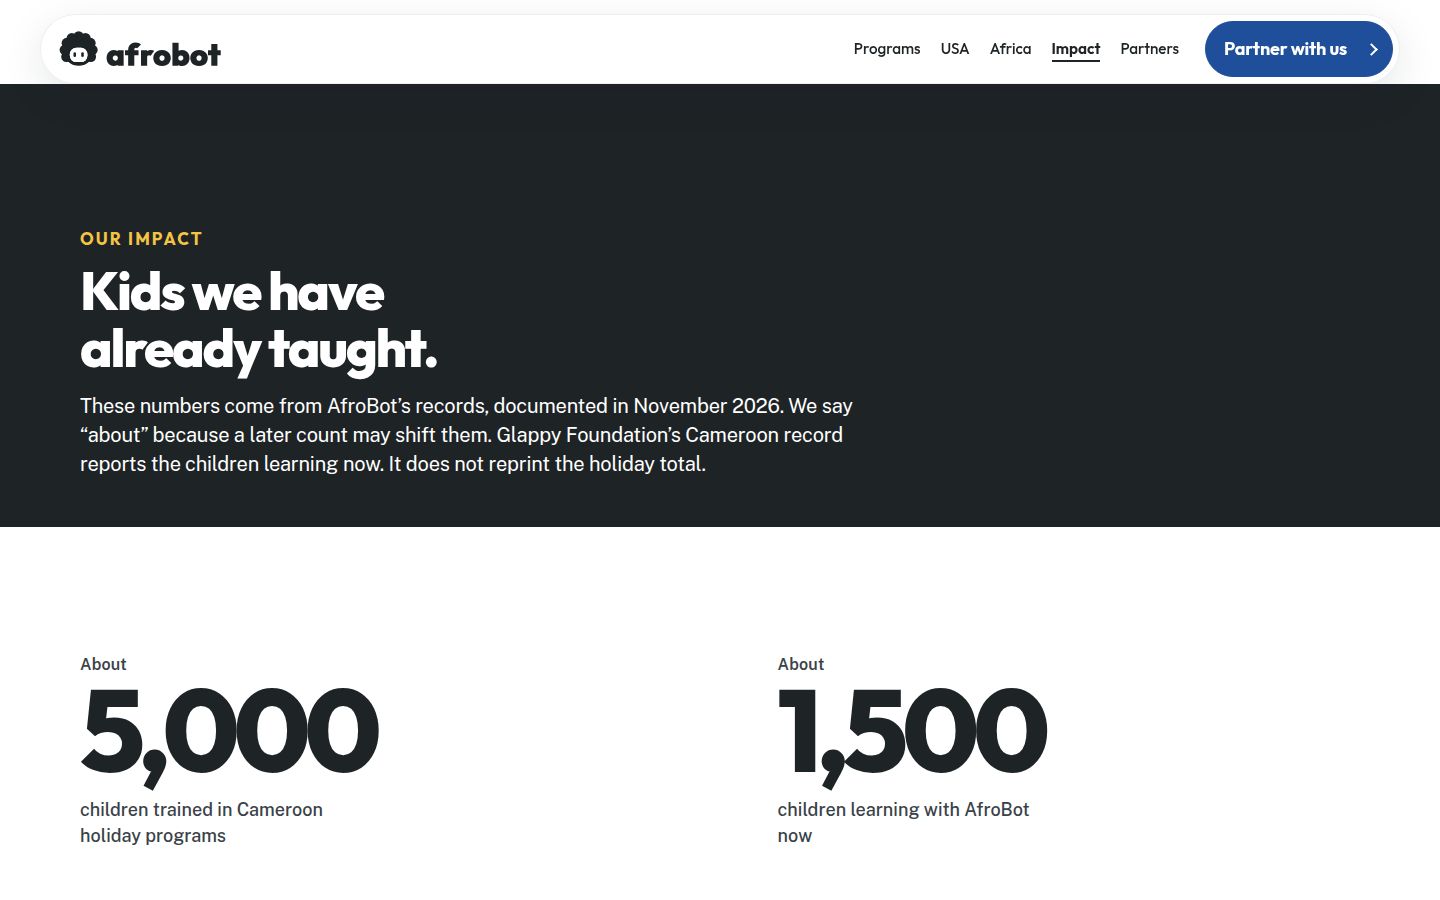 afrobot
Programs
USA
Africa
Impact
Partners
Partner with us
OUR IMPACT
Kids we have
already taught.
These numbers come from AfroBot’s records, documented in November 2026. We say
“about” because a later count may shift them. Glappy Foundation’s Cameroon record
reports the children learning now. It does not reprint the holiday total.
About
5,000
children trained in Cameroon
holiday programs
About
1,500
children learning with AfroBot
now